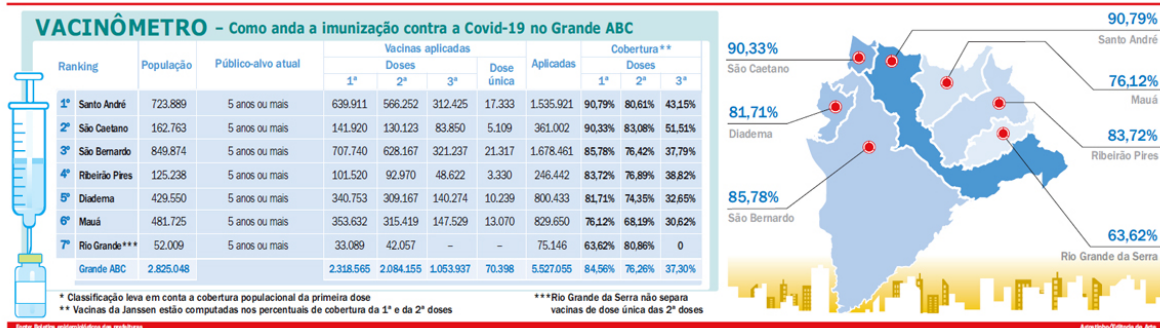 VACINÔMETRO – Como anda a imunização contra a Covid-19 no Grande ABC
Ranking População Público-alvo atual Vacinas aplicadas Aplicadas Cobertura**
Doses Dose única Doses
1ª 2ª 3ª 1ª 2ª 3ª
1º Santo André 723.889 5 anos ou mais 639.911 566.252 312.425 17.333 1.535.921 90,79% 80,61% 43,15%
2º São Caetano 162.763 5 anos ou mais 141.920 130.123 83.850 5.109 361.002 90,33% 83,08% 51,51%
3º São Bernardo 849.874 5 anos ou mais 707.740 628.167 321.237 21.317 1.678.461 85,78% 76,42% 37,79%
4º Ribeirão Pires 125.238 5 anos ou mais 101.520 92.970 48.622 3.330 246.442 83,72% 76,89% 38,82%
5º Diadema 429.550 5 anos ou mais 340.753 309.167 140.274 10.239 800.433 81,71% 74,35% 32,65%
6º Mauá 481.725 5 anos ou mais 353.632 315.419 147.529 13.070 829.650 76,12% 68,19% 30,62%
7º Rio Grande*** 52.009 5 anos ou mais 33.089 42.057 – – 75.146 63,62% 80,86% 0
Grande ABC 2.825.048 2.318.565 2.084.155 1.053.937 70.398 5.527.055 84,56% 76,26% 37,30%
* Classificação leva em conta a cobertura populacional da primeira dose
** Vacinas da Janssen estão computadas nos percentuais de cobertura da 1ª e da 2ª doses
***Rio Grande da Serra não separa
vacinas de dose única das 2ª doses
90,79%
Santo André
90,33%
São Caetano
76,12%
Mauá
81,71%
Diadema
83,72%
Ribeirão Pires
85,78%
São Bernardo
63,62%
Rio Grande da Serra
Fonte: Boletins epidemiológicos das prefeituras
Agostinho/Editoria de Arte